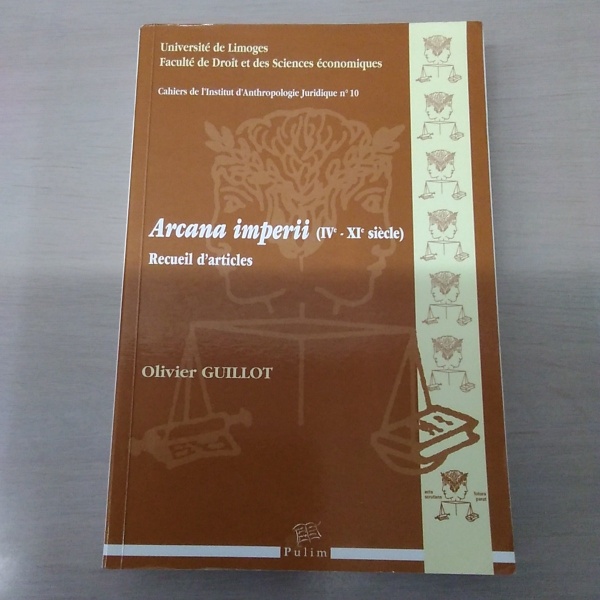 Université de Limoges
Faculté de Droit et des Sciences économiques
Cahiers de l'Institut d'Anthropologie Juridique n° 10
Arcana imperii (IVe - XIe siècle)
Recueil d'articles
Olivier GUILLOT
Pulim